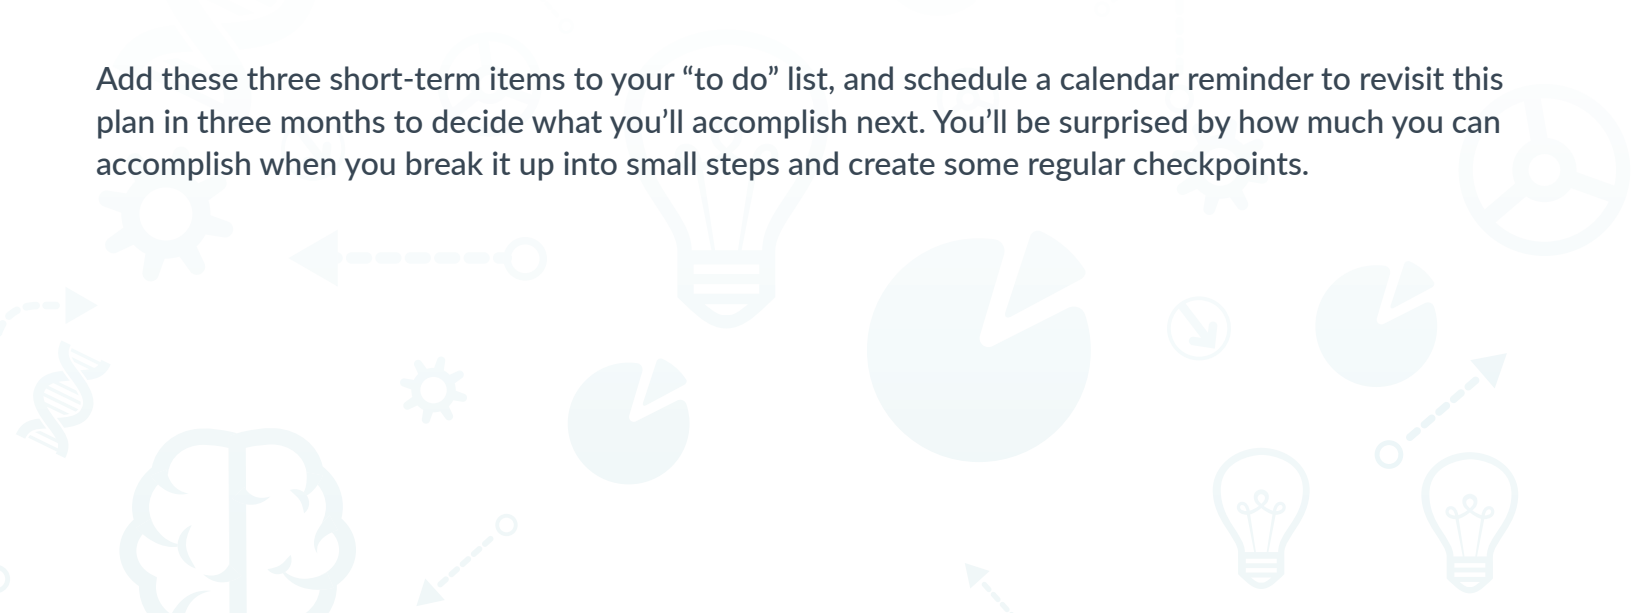 Add these three short-term items to your “to do” list, and schedule a calendar reminder to revisit this
plan in three months to decide what you’ll accomplish next. You’ll be surprised by how much you can
accomplish when you break it up into small steps and create some regular checkpoints.